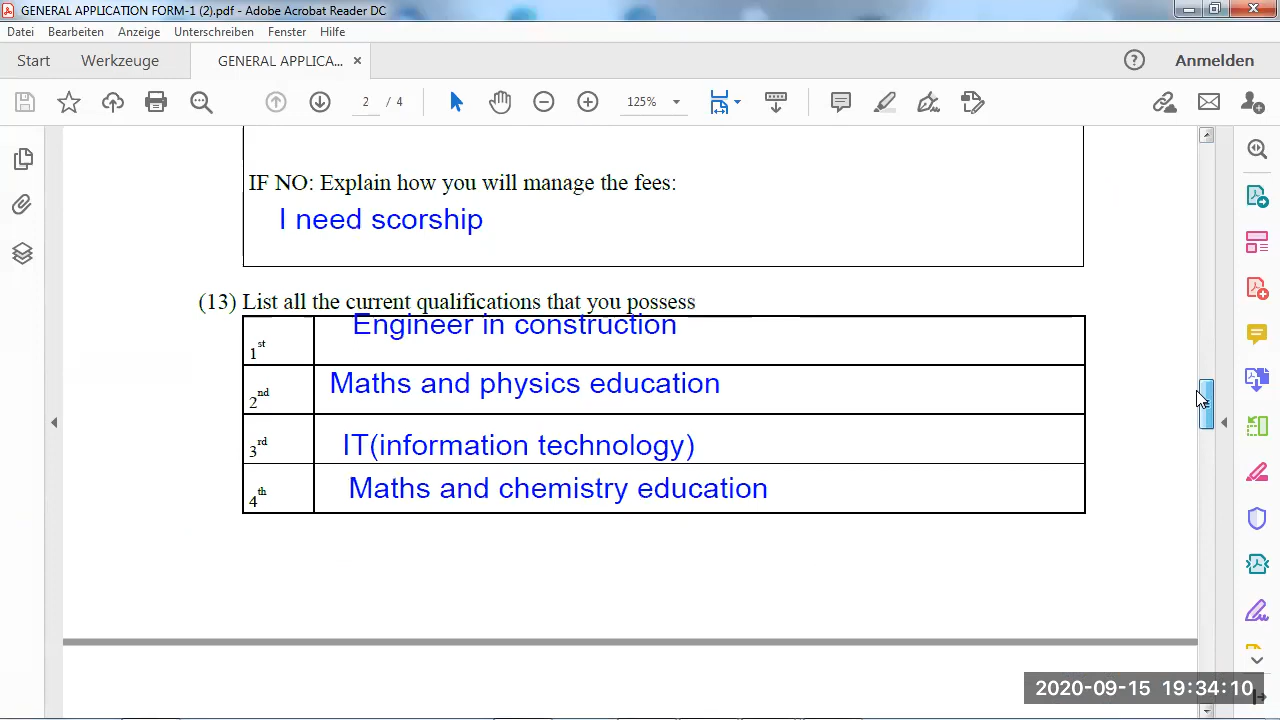 GENERAL APPLICATION FORM-1 (2).pdf - Adobe Acrobat Reader DC
Datei Bearbeiten Anzeige Unterschreiben Fenster Hilfe
Start Werkzeuge GENERAL APPLICA... × Anmelden
2 / 4 125%
IF NO: Explain how you will manage the fees:
I need scorship
(13) List all the current qualifications that you possess
1st Engineer in construction
2nd Maths and physics education
3rd IT(information technology)
4th Maths and chemistry education
2020-09-15 19:34:10